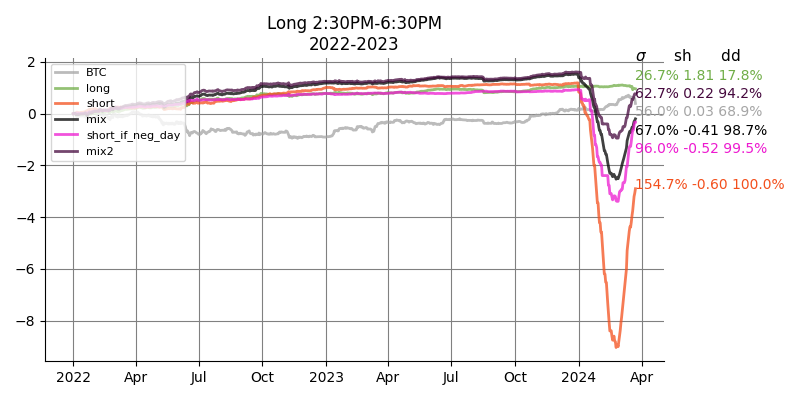 Long 2:30PM-6:30PM
2022-2023
σ sh dd
26.7% 1.81 17.8%
62.7% 0.22 94.2%
56.0% 0.03 68.9%
67.0% -0.41 98.7%
96.0% -0.52 99.5%
154.7% -0.60 100.0%
BTC
long
short
mix
short_if_neg_day
mix2
2
0
−2
−4
−6
−8
2022 Apr Jul Oct 2023 Apr Jul Oct 2024 Apr